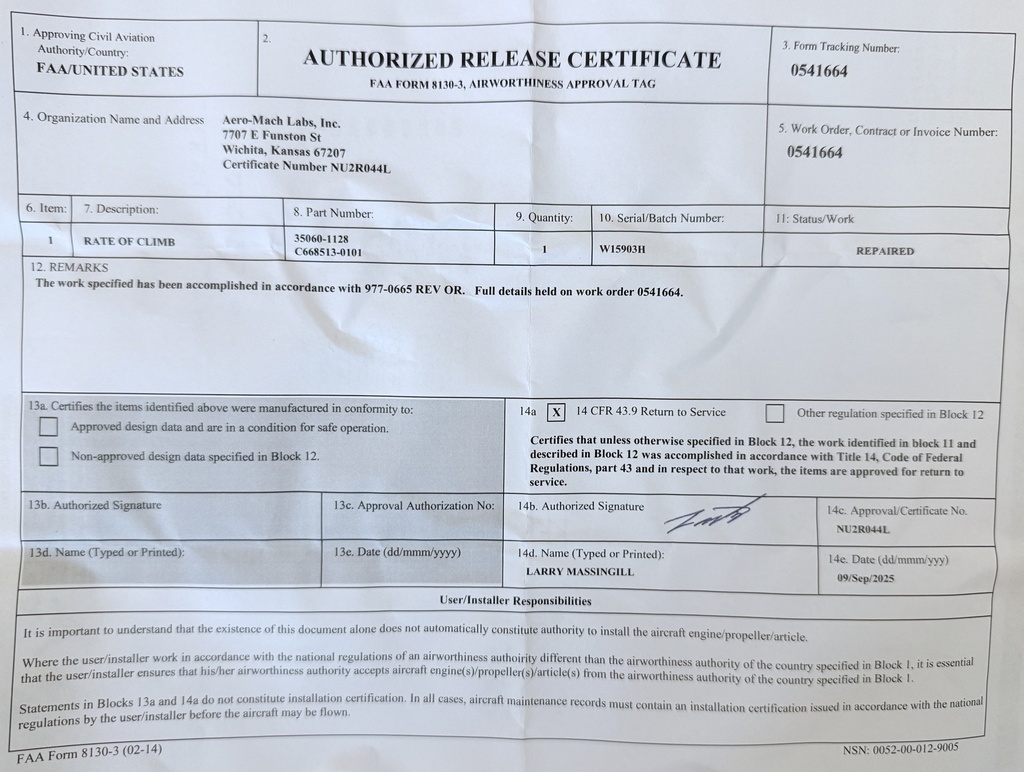 1. Approving Civil Aviation
Authority/Country:
FAA/UNITED STATES
2.
AUTHORIZED RELEASE CERTIFICATE
FAA FORM 8130-3, AIRWORTHINESS APPROVAL TAG
3. Form Tracking Number:
0541664
4. Organization Name and Address
Aero-Mach Labs, Inc.
7707 E Funston St
Wichita, Kansas 67207
Certificate Number NU2R044L
5. Work Order, Contract or Invoice Number:
0541664
6. Item:
7. Description:
8. Part Number:
9. Quantity:
10. Serial/Batch Number:
11: Status/Work
1
RATE OF CLIMB
35060-1128
C668513-0101
1
W15903H
REPAIRED
12. REMARKS
The work specified has been accomplished in accordance with 977-0665 REV OR. Full details held on work order 0541664.
13a. Certifies the items identified above were manufactured in conformity to:
Approved design data and are in a condition for safe operation.
Non-approved design data specified in Block 12.
14a X 14 CFR 43.9 Return to Service
Other regulation specified in Block 12
Certifies that unless otherwise specified in Block 12, the work identified in block 11 and
described in Block 12 was accomplished in accordance with Title 14, Code of Federal
Regulations, part 43 and in respect to that work, the items are approved for return to
service.
13b. Authorized Signature
13c. Approval Authorization No:
14b. Authorized Signature
14c. Approval/Certificate No.
NU2R044L
13d. Name (Typed or Printed):
13e. Date (dd/mmm/yyyy)
14d. Name (Typed or Printed):
LARRY MASSINGILL
14e. Date (dd/mmm/yyy)
09/Sep/2025
User/Installer Responsibilities
It is important to understand that the existence of this document alone does not automatically constitute authority to install the aircraft engine/propeller/article.
Where the user/installer work in accordance with the national regulations of an airworthiness authoirity different than the airworthiness authority of the country specified in Block 1, it is essential
that the user/installer ensures that his/her airworthiness authority accepts aircraft engine(s)/propeller(s)/article(s) from the airworthiness authority of the country specified in Block 1.
Statements in Blocks 13a and 14a do not constitute installation certification. In all cases, aircraft maintenance records must contain an installation certification issued in accordance with the national
regulations by the user/installer before the aircraft may be flown.
FAA Form 8130-3 (02-14)
NSN: 0052-00-012-9005